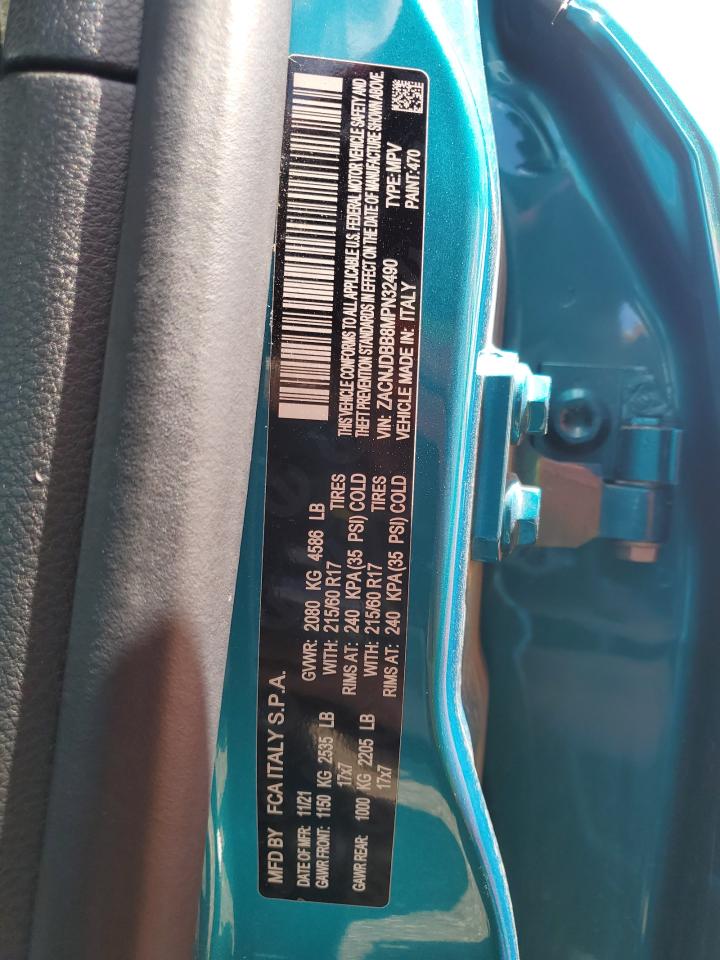 MFD BY FCA ITALY S.P.A.
DATE OF MFR: 11/21 GVWR: 2080 KG 4586 LB
GAWR FRONT: 1150 KG 2535 LB WITH: 215/60 R17 TIRES
17x7 RIMS AT: 240 KPA(35 PSI) COLD
GAWR REAR: 1000 KG 2205 LB WITH: 215/60 R17 TIRES
17x7 RIMS AT: 240 KPA(35 PSI) COLD
THIS VEHICLE CONFORMS TO ALL APPLICABLE U.S. FEDERAL MOTOR VEHICLE SAFETY AND
THEFT PREVENTION STANDARDS IN EFFECT ON THE DATE OF MANUFACTURE SHOWN ABOVE.
VIN: ZACNJDBB8MPN32490 TYPE: MPV
VEHICLE MADE IN: ITALY PAINT: 470